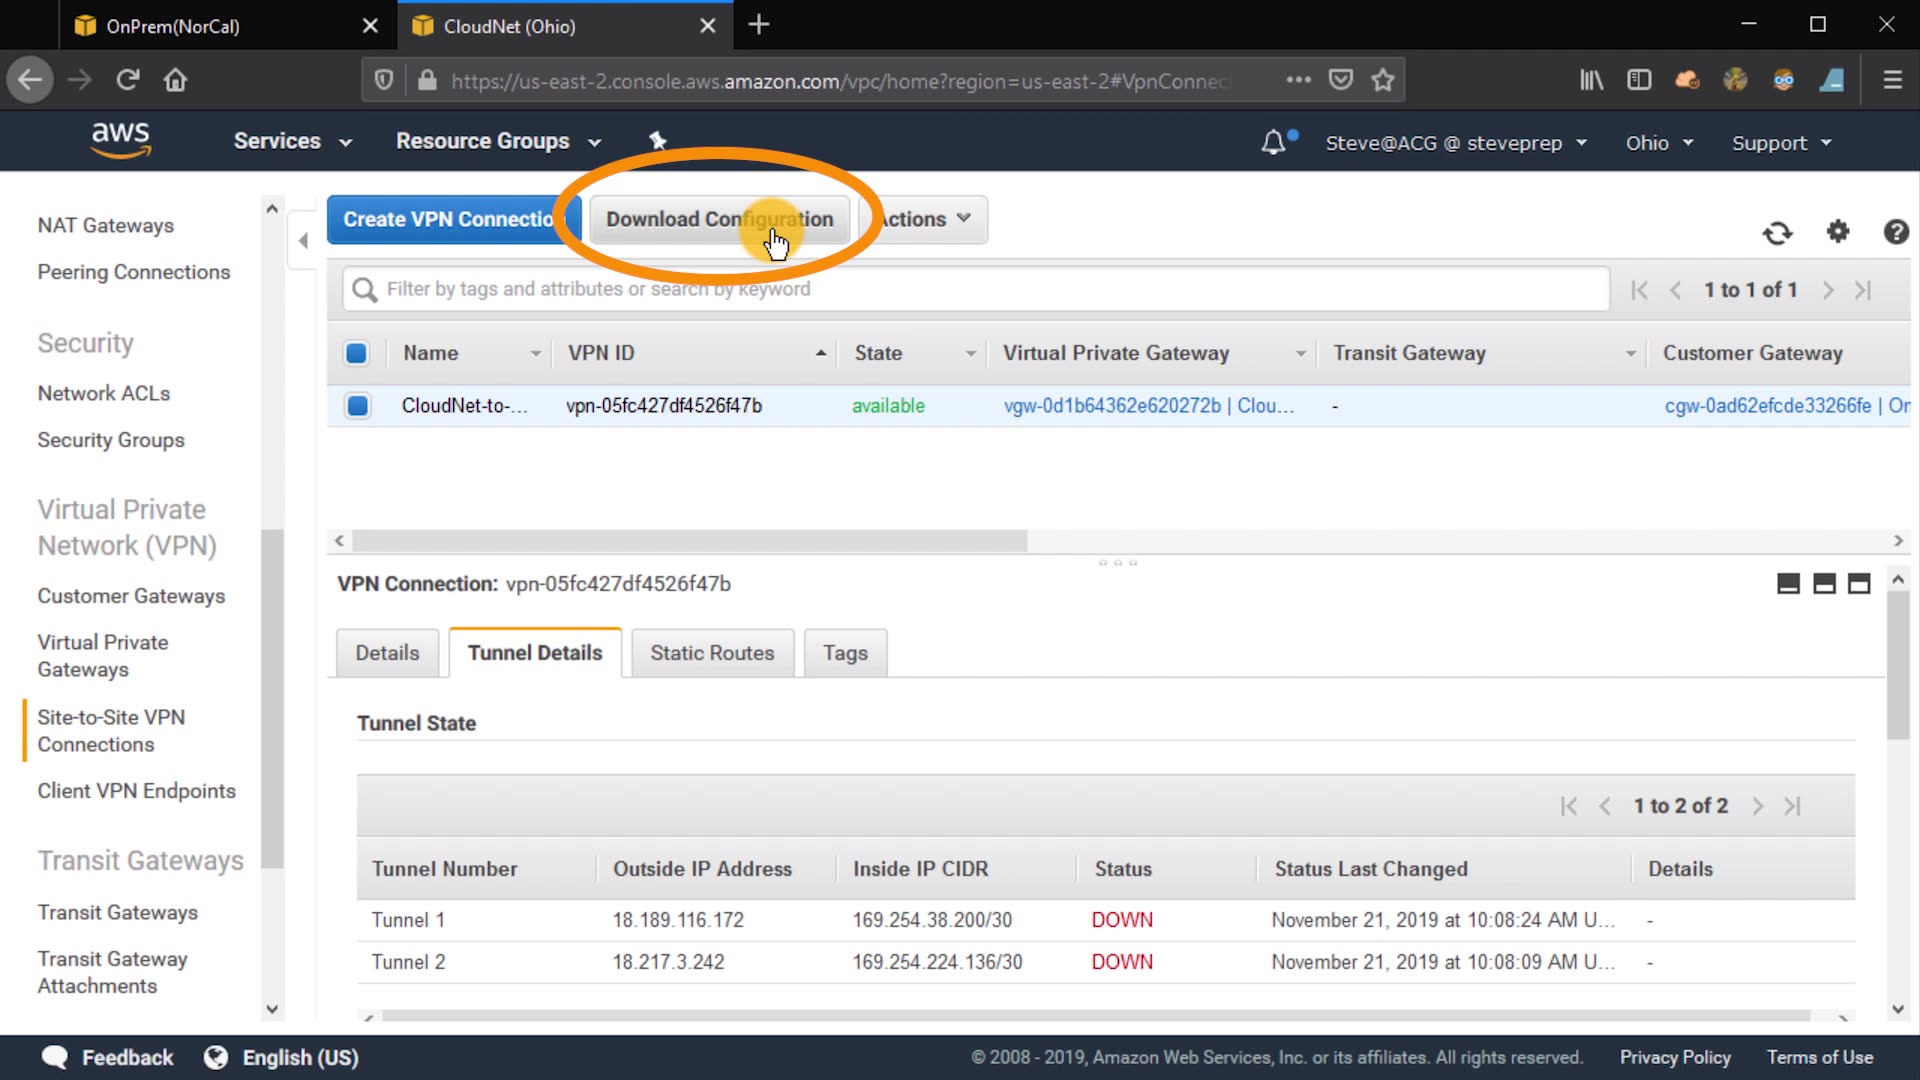 OnPrem(NorCal)
CloudNet (Ohio)
https://us-east-2.console.aws.amazon.com/vpc/home?region=us-east-2#VpnConnec
aws
Services
Resource Groups
Steve@ACG @ steveprep
Ohio
Support
NAT Gateways
Peering Connections
Security
Network ACLs
Security Groups
Virtual Private
Network (VPN)
Customer Gateways
Virtual Private
Gateways
Site-to-Site VPN
Connections
Client VPN Endpoints
Transit Gateways
Transit Gateways
Transit Gateway
Attachments
Create VPN Connectio
Download Configuration
Actions
Filter by tags and attributes or search by keyword
1 to 1 of 1
Name VPN ID State Virtual Private Gateway Transit Gateway Customer Gateway
CloudNet-to-... vpn-05fc427df4526f47b available vgw-0d1b64362e620272b | Clou... - cgw-0ad62efcde33266fe | On
VPN Connection: vpn-05fc427df4526f47b
Details Tunnel Details Static Routes Tags
Tunnel State
1 to 2 of 2
Tunnel Number Outside IP Address Inside IP CIDR Status Status Last Changed Details
Tunnel 1 18.189.116.172 169.254.38.200/30 DOWN November 21, 2019 at 10:08:24 AM U... -
Tunnel 2 18.217.3.242 169.254.224.136/30 DOWN November 21, 2019 at 10:08:09 AM U... -
Feedback
English (US)
© 2008 - 2019, Amazon Web Services, Inc. or its affiliates. All rights reserved.
Privacy Policy
Terms of Use